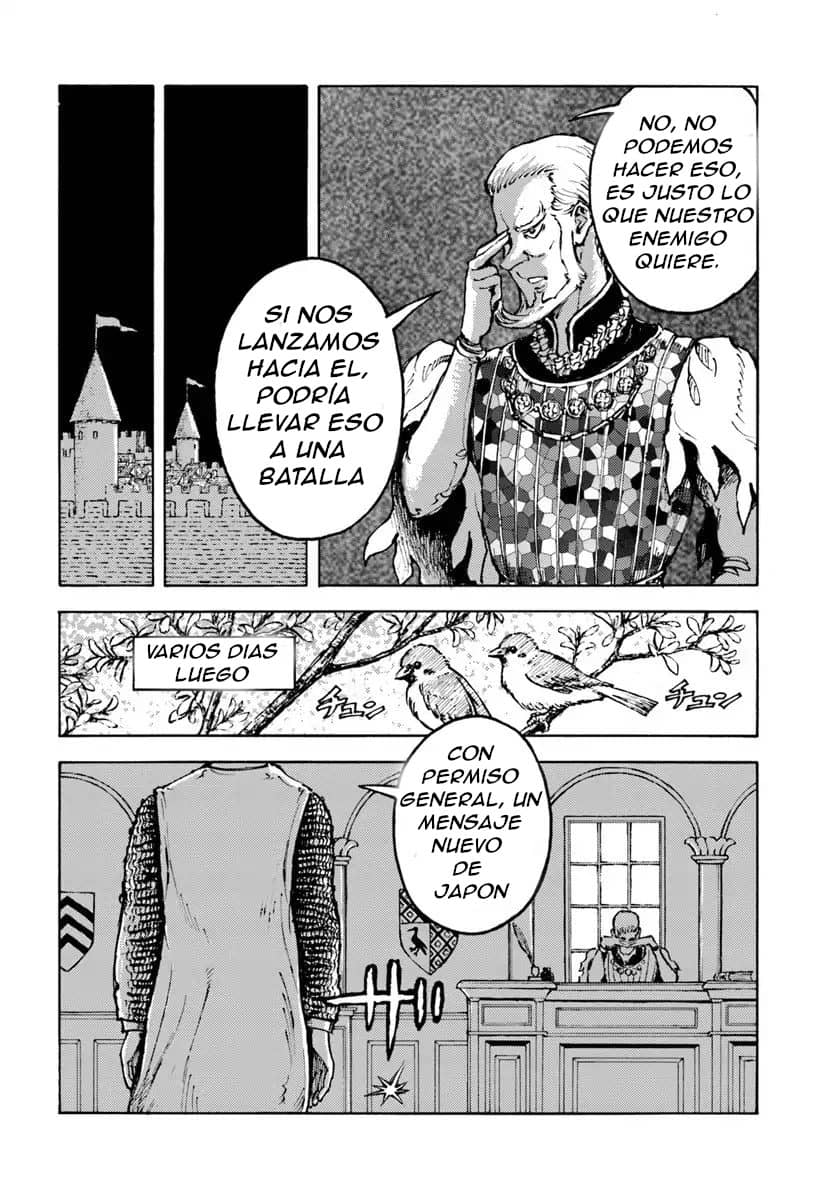 NO, NO
PODEMOS
HACER ESO,
ES JUSTO LO
QUE NUESTRO
ENEMIGO
QUIERE.
SI NOS
LANZAMOS
HACIA EL,
PODRÍA
LLEVAR ESO
A UNA
BATALLA
VARIOS DIAS
LUEGO
チュン
チュン
CON
PERMISO
GENERAL, UN
MENSAJE
NUEVO
DE
JAPON